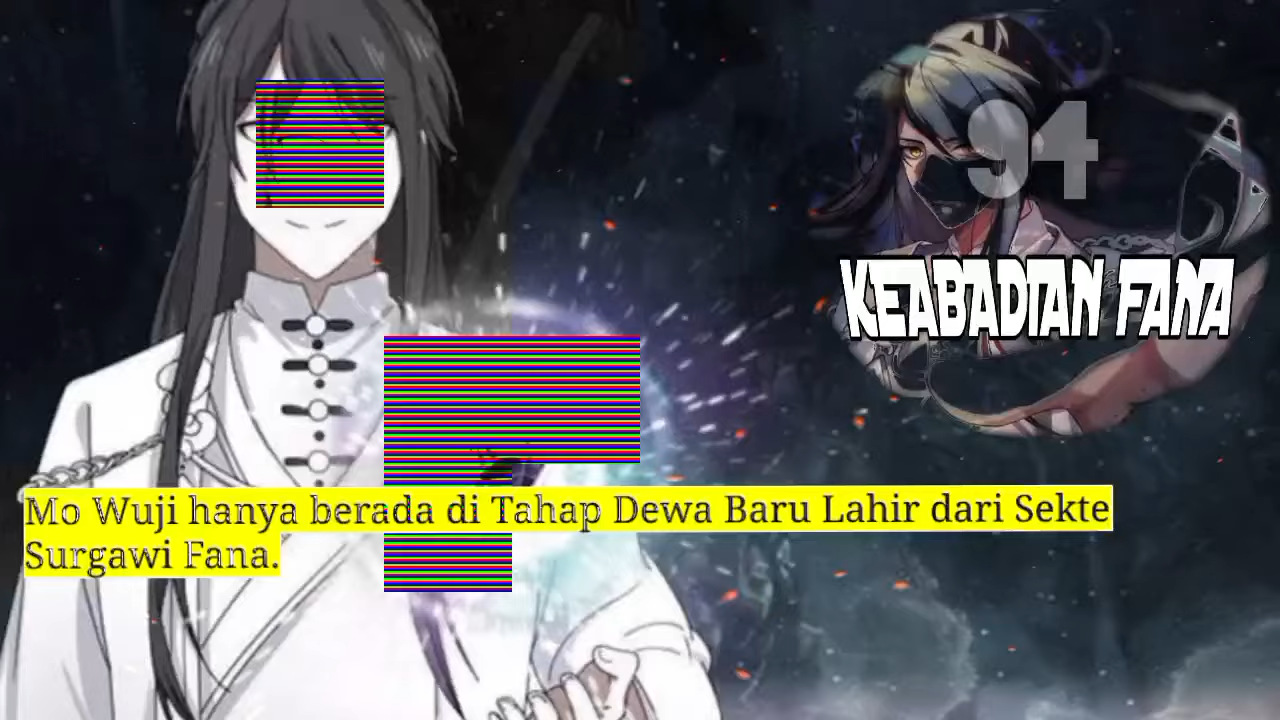 94
KEABADIAN FANA
Mo Wuji hanya berada di Tahap Dewa Baru Lahir dari Sekte
Surgawi Fana.